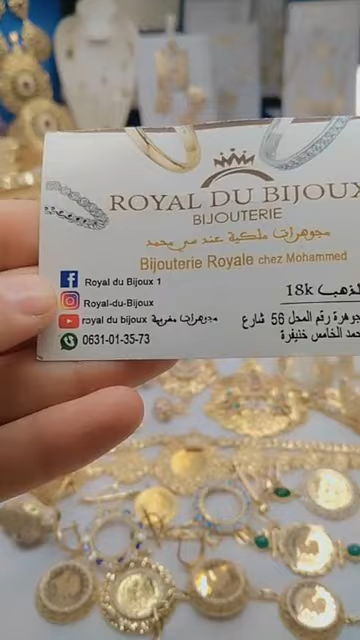 ROYAL DU BIJOUX
BIJOUTERIE
مجوهرات ملكية عند سي محمد
Bijouterie Royale chez Mohammed
Royal du Bijoux 1
Royal-du-Bijoux
royal du bijoux مجوهرات مغربية
0631-01-35-73
الذهب 18k
جوهرة رقم المحل 56 شارع
محمد الخامس خنيفرة